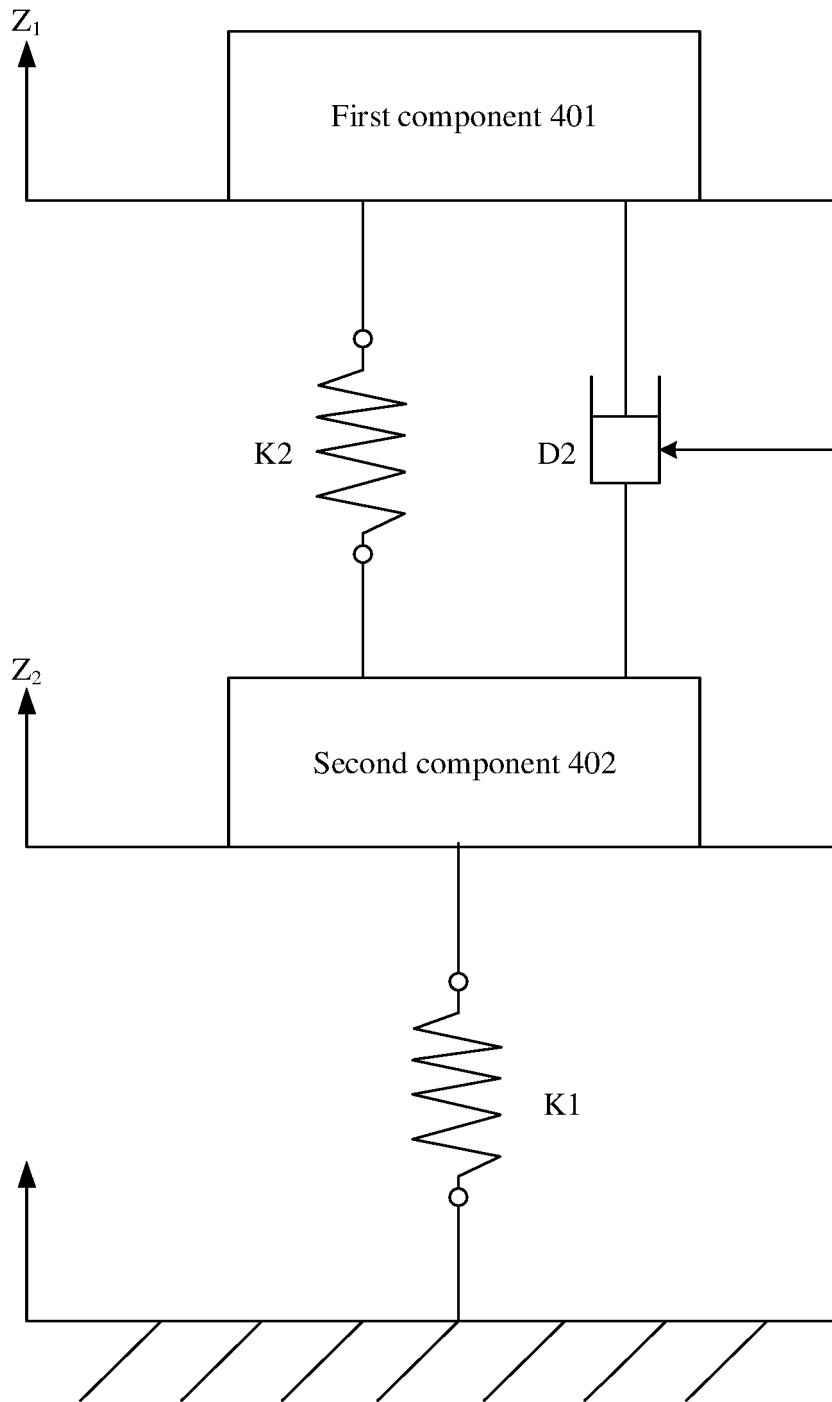 Z₁
First component 401
K2
D2
Z₂
Second component 402
K1